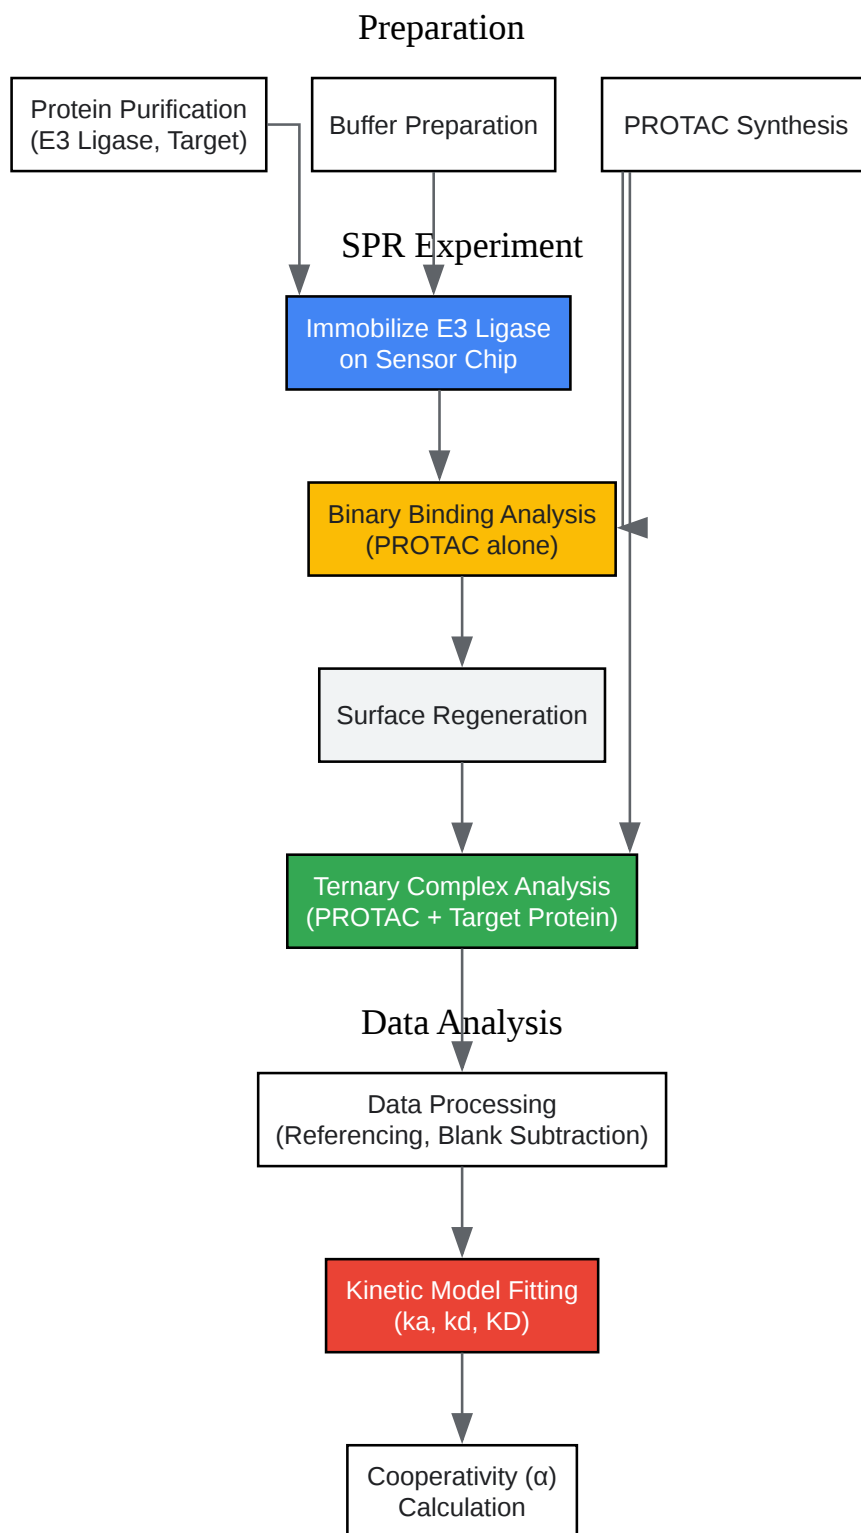 Preparation
Protein Purification
(E3 Ligase, Target)
Buffer Preparation
PROTAC Synthesis
SPR Experiment
Immobilize E3 Ligase
on Sensor Chip
Binary Binding Analysis
(PROTAC alone)
Surface Regeneration
Ternary Complex Analysis
(PROTAC + Target Protein)
Data Analysis
Data Processing
(Referencing, Blank Subtraction)
Kinetic Model Fitting
(ka, kd, KD)
Cooperativity (α)
Calculation